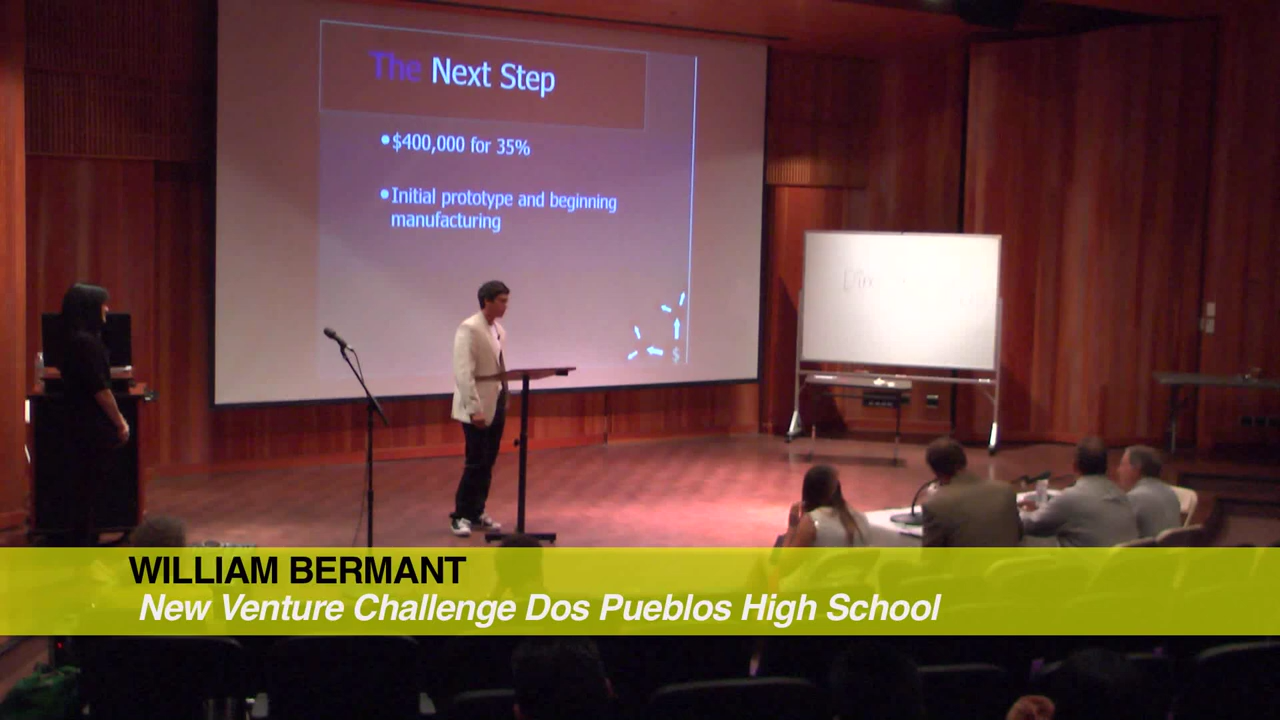 The Next Step
•$400,000 for 35%
•Initial prototype and beginning
manufacturing
$
WILLIAM BERMANT
New Venture Challenge Dos Pueblos High School